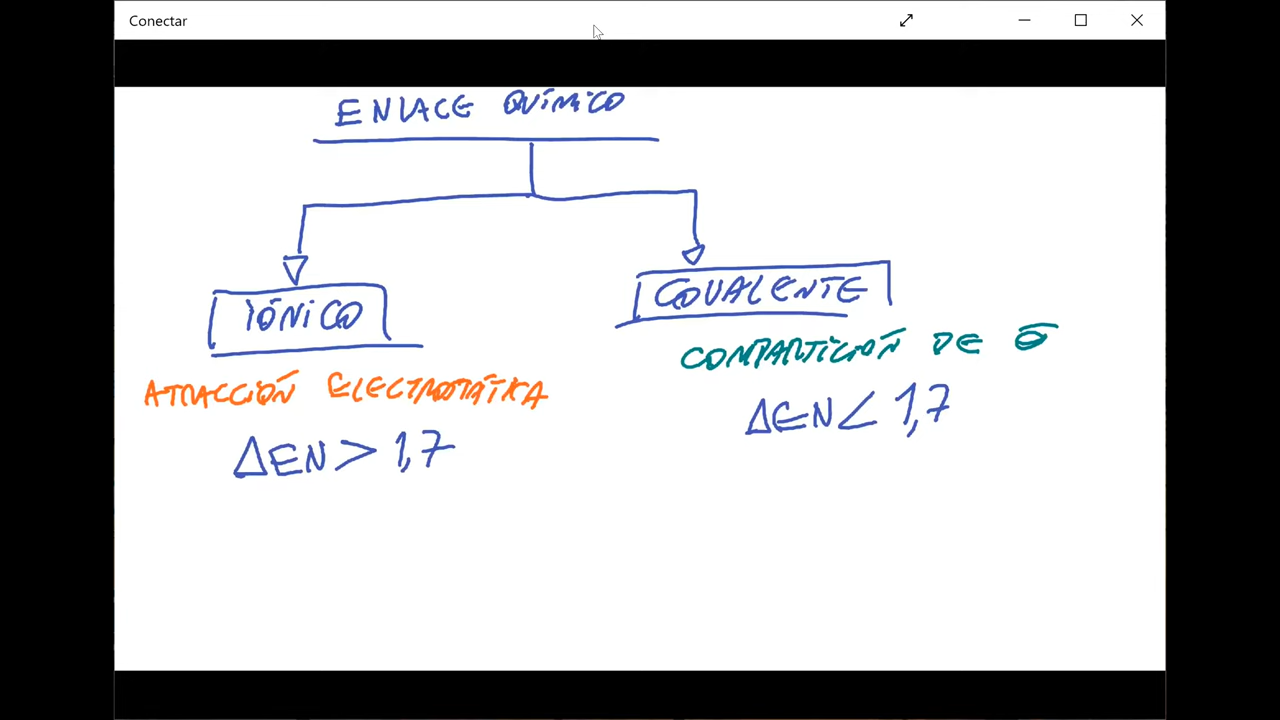 Conectar
ENLACE QUÍMICO
IÓNICO
COVALENTE
ATRACCIÓN ELECTROSTÁTICA
COMPARTICIÓN DE ē
ΔEN > 1,7
ΔEN < 1,7